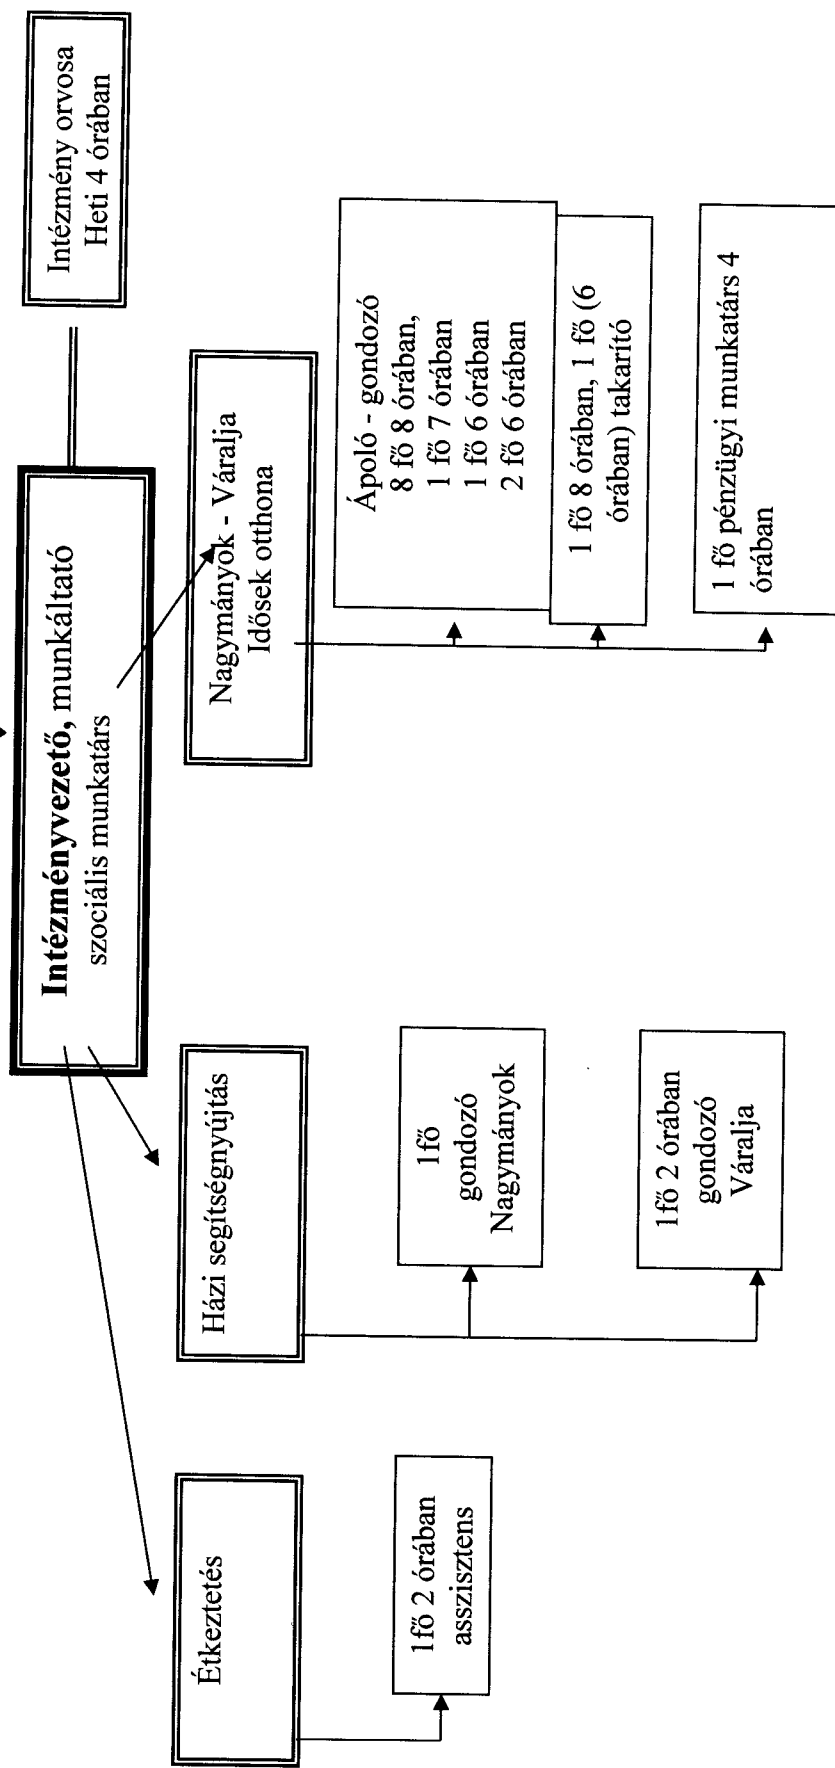 Intézmény orvosa
Heti 4 órában
Intézményvezető, munkáltató
szociális munkatárs
Étkeztetés
Házi segítségnyújtás
Nagymányok - Váralja
Idősek otthona
1fő 2 órában
asszisztens
1fő
gondozó
Nagymányok
1fő 2 órában
gondozó
Váralja
Ápoló - gondozó
8 fő 8 órában,
1 fő 7 órában
1 fő 6 órában
2 fő 6 órában
1 fő 8 órában, 1 fő (6
órában) takarító
1 fő pénzügyi munkatárs 4
órában